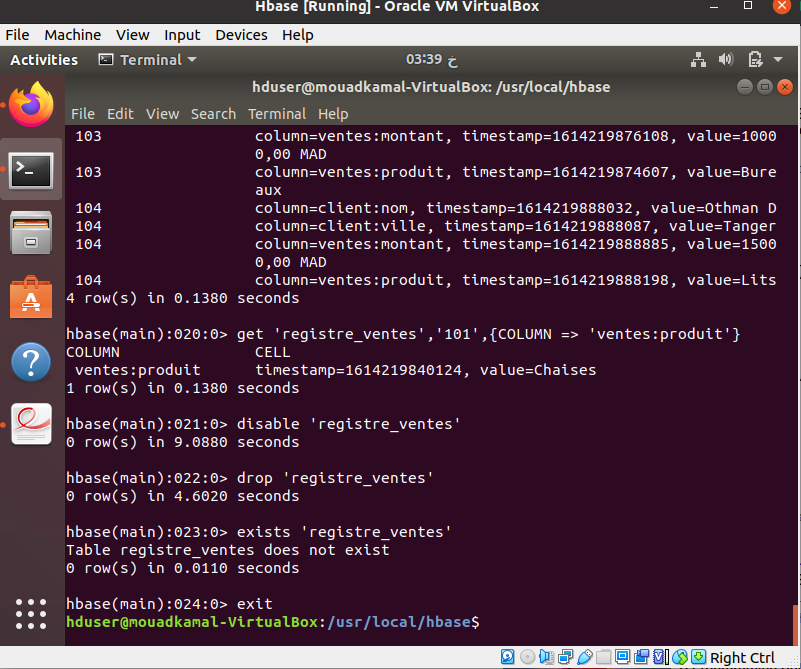 Hbase [Running] - Oracle VM VirtualBox
File Machine View Input Devices Help
Activities Terminal 03:39 خ
hduser@mouadkamal-VirtualBox: /usr/local/hbase
File Edit View Search Terminal Help
103 column=ventes:montant, timestamp=1614219876108, value=1000
0,00 MAD
103 column=ventes:produit, timestamp=1614219874607, value=Bure
aux
104 column=client:nom, timestamp=1614219888032, value=Othman D
104 column=client:ville, timestamp=1614219888087, value=Tanger
104 column=ventes:montant, timestamp=1614219888885, value=1500
0,00 MAD
104 column=ventes:produit, timestamp=1614219888198, value=Lits
4 row(s) in 0.1380 seconds
hbase(main):020:0> get 'registre_ventes','101',{COLUMN => 'ventes:produit'}
COLUMN CELL
ventes:produit timestamp=1614219840124, value=Chaises
1 row(s) in 0.1380 seconds
hbase(main):021:0> disable 'registre_ventes'
0 row(s) in 9.0880 seconds
hbase(main):022:0> drop 'registre_ventes'
0 row(s) in 4.6020 seconds
hbase(main):023:0> exists 'registre_ventes'
Table registre_ventes does not exist
0 row(s) in 0.0110 seconds
hbase(main):024:0> exit
hduser@mouadkamal-VirtualBox:/usr/local/hbase$
Right Ctrl